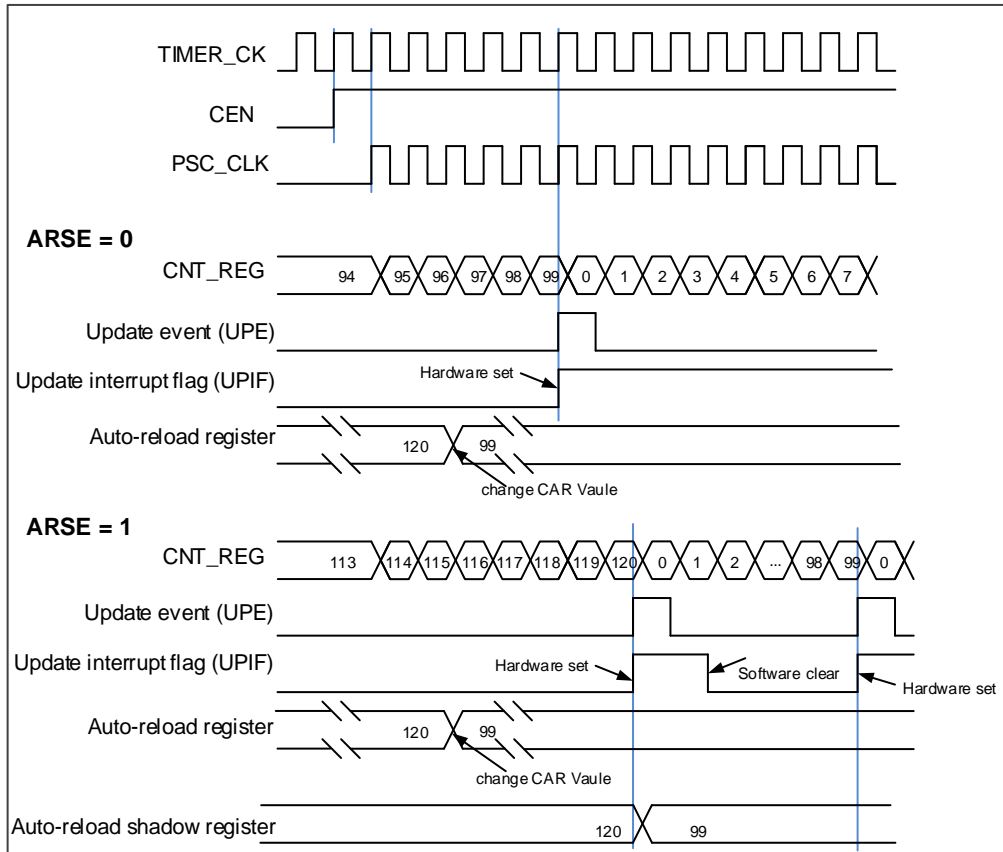 TIMER_CK
CEN
PSC_CLK
ARSE = 0
CNT_REG 94 95 96 97 98 99 0 1 2 3 4 5 6 7
Update event (UPE)
Update interrupt flag (UPIF) Hardware set
Auto-reload register 120 99
change CAR Vaule
ARSE = 1
CNT_REG 113 114 115 116 117 118 119 120 0 1 2 ... 98 99 0
Update event (UPE)
Update interrupt flag (UPIF) Hardware set Software clear Hardware set
Auto-reload register 120 99
change CAR Vaule
Auto-reload shadow register 120 99